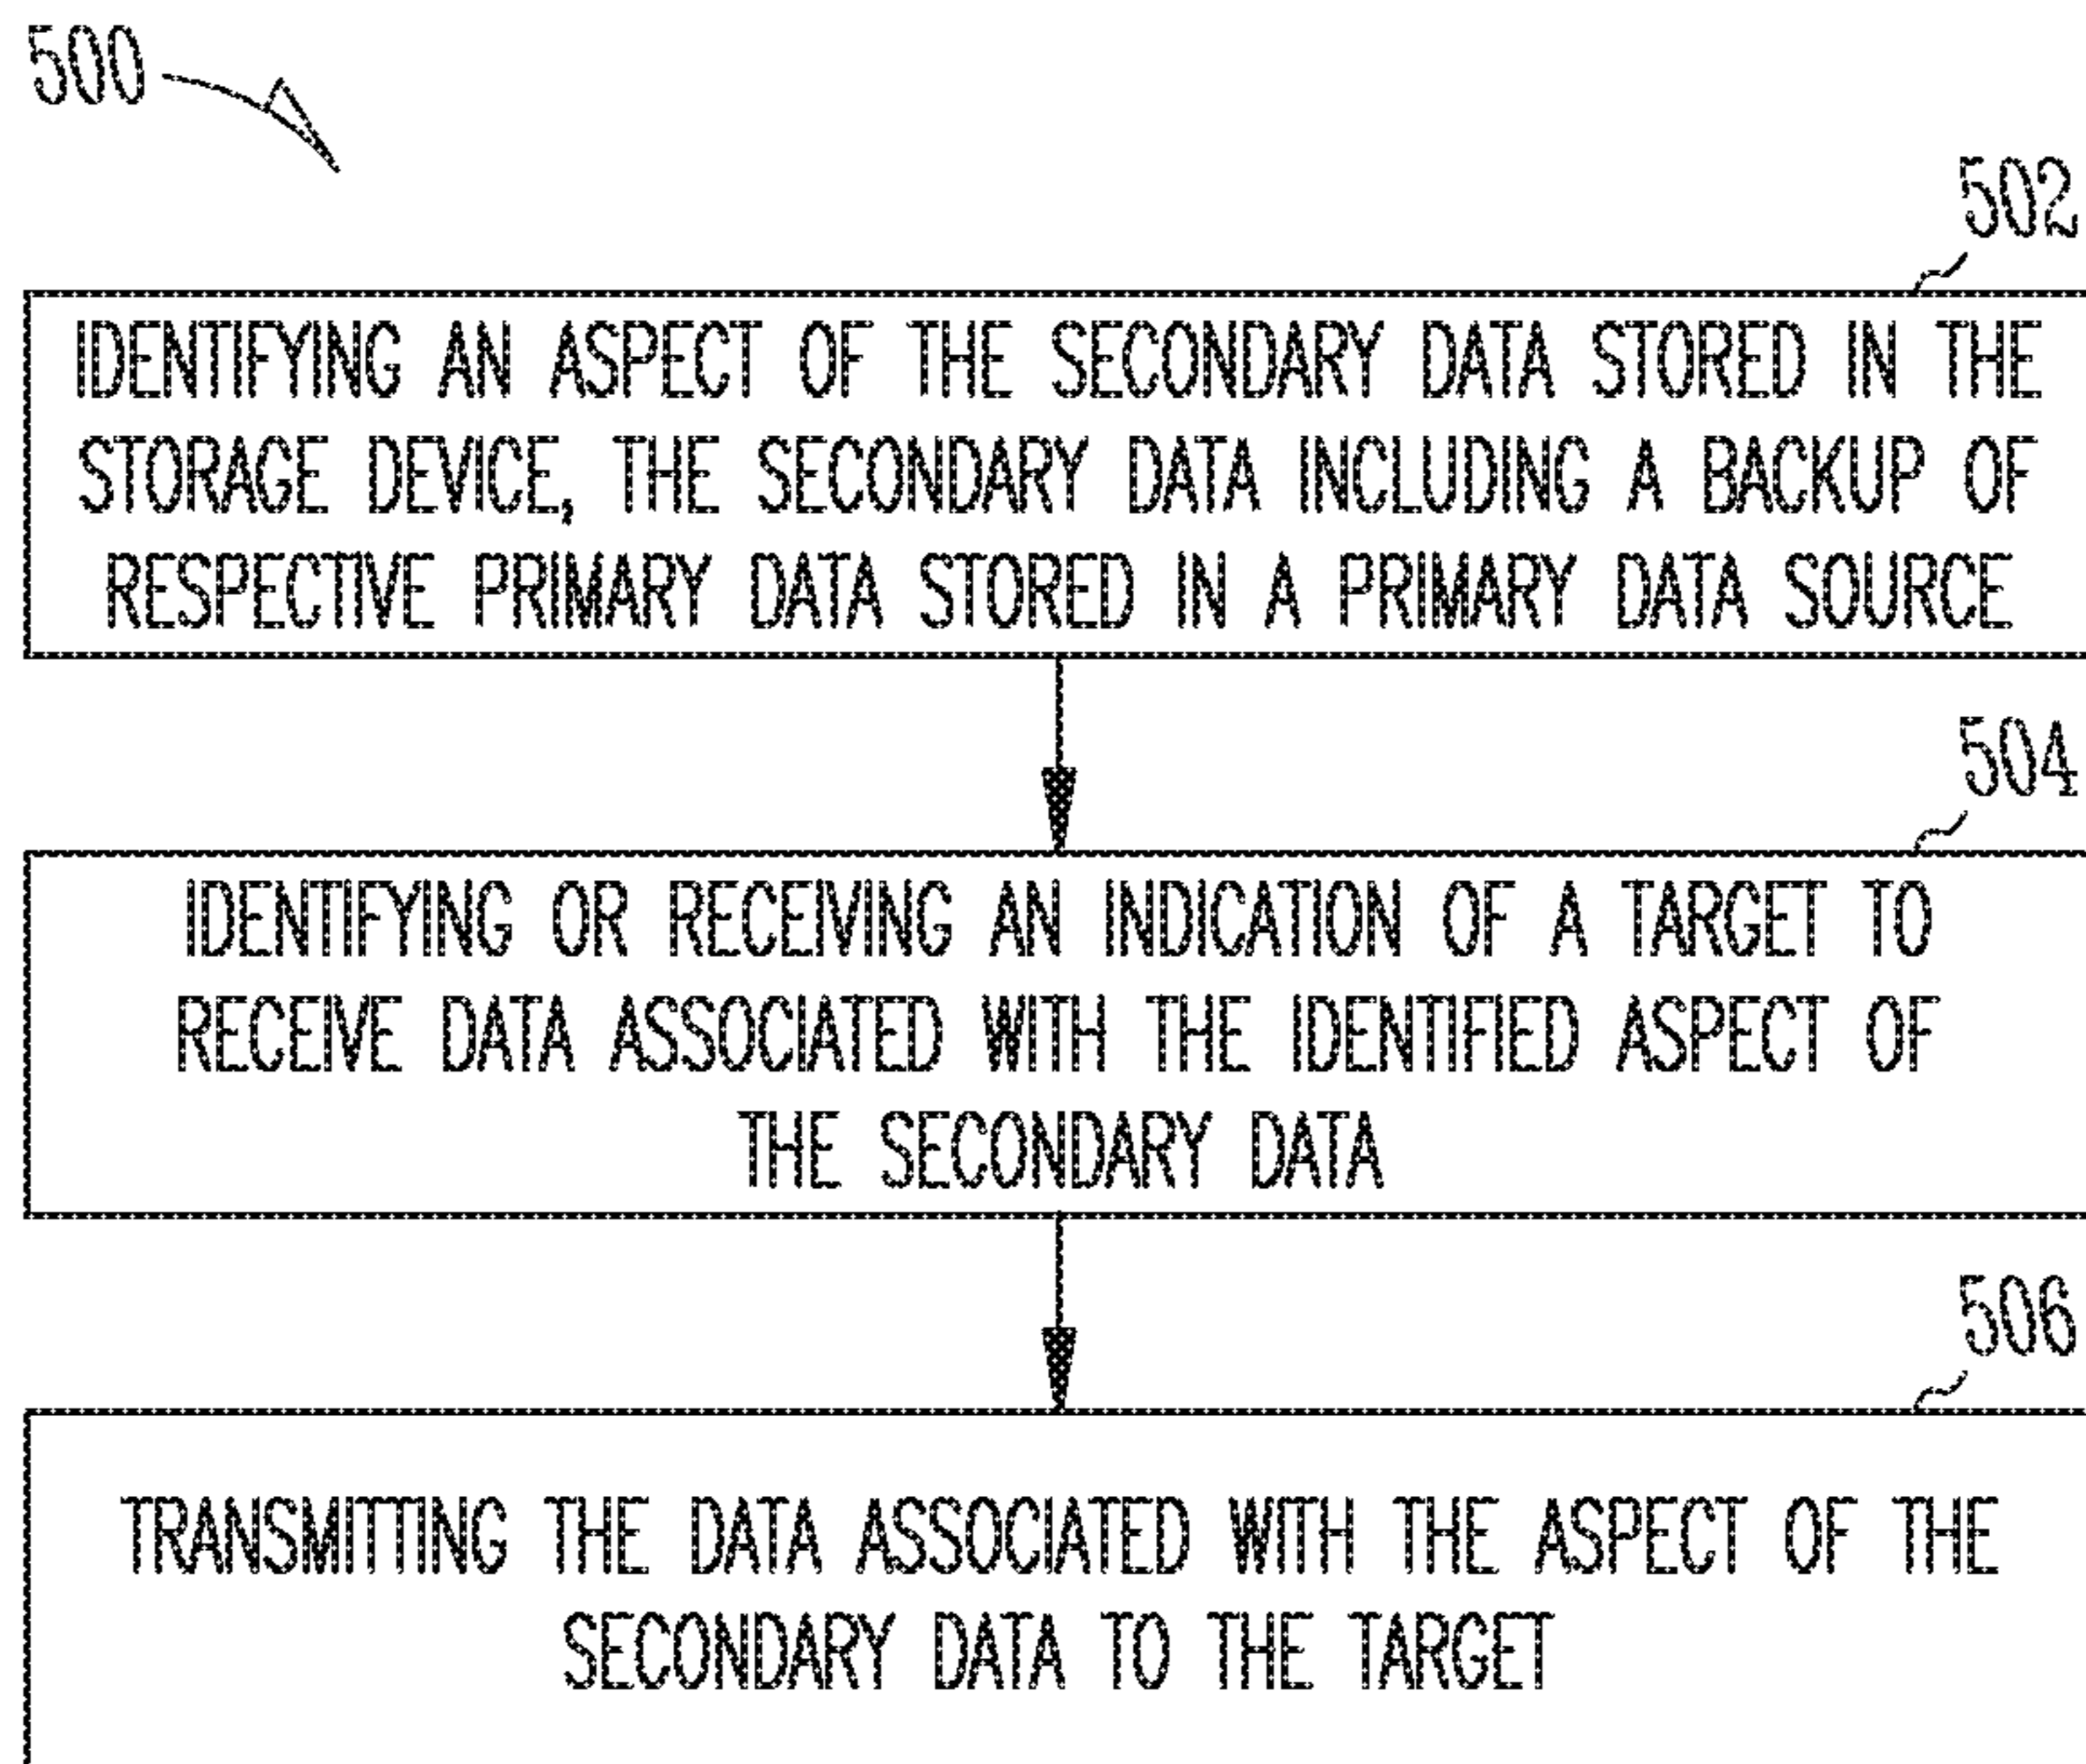 500
502
IDENTIFYING AN ASPECT OF THE SECONDARY DATA STORED IN THE
STORAGE DEVICE, THE SECONDARY DATA INCLUDING A BACKUP OF
RESPECTIVE PRIMARY DATA STORED IN A PRIMARY DATA SOURCE
504
IDENTIFYING OR RECEIVING AN INDICATION OF A TARGET TO
RECEIVE DATA ASSOCIATED WITH THE IDENTIFIED ASPECT OF
THE SECONDARY DATA
506
TRANSMITTING THE DATA ASSOCIATED WITH THE ASPECT OF THE
SECONDARY DATA TO THE TARGET